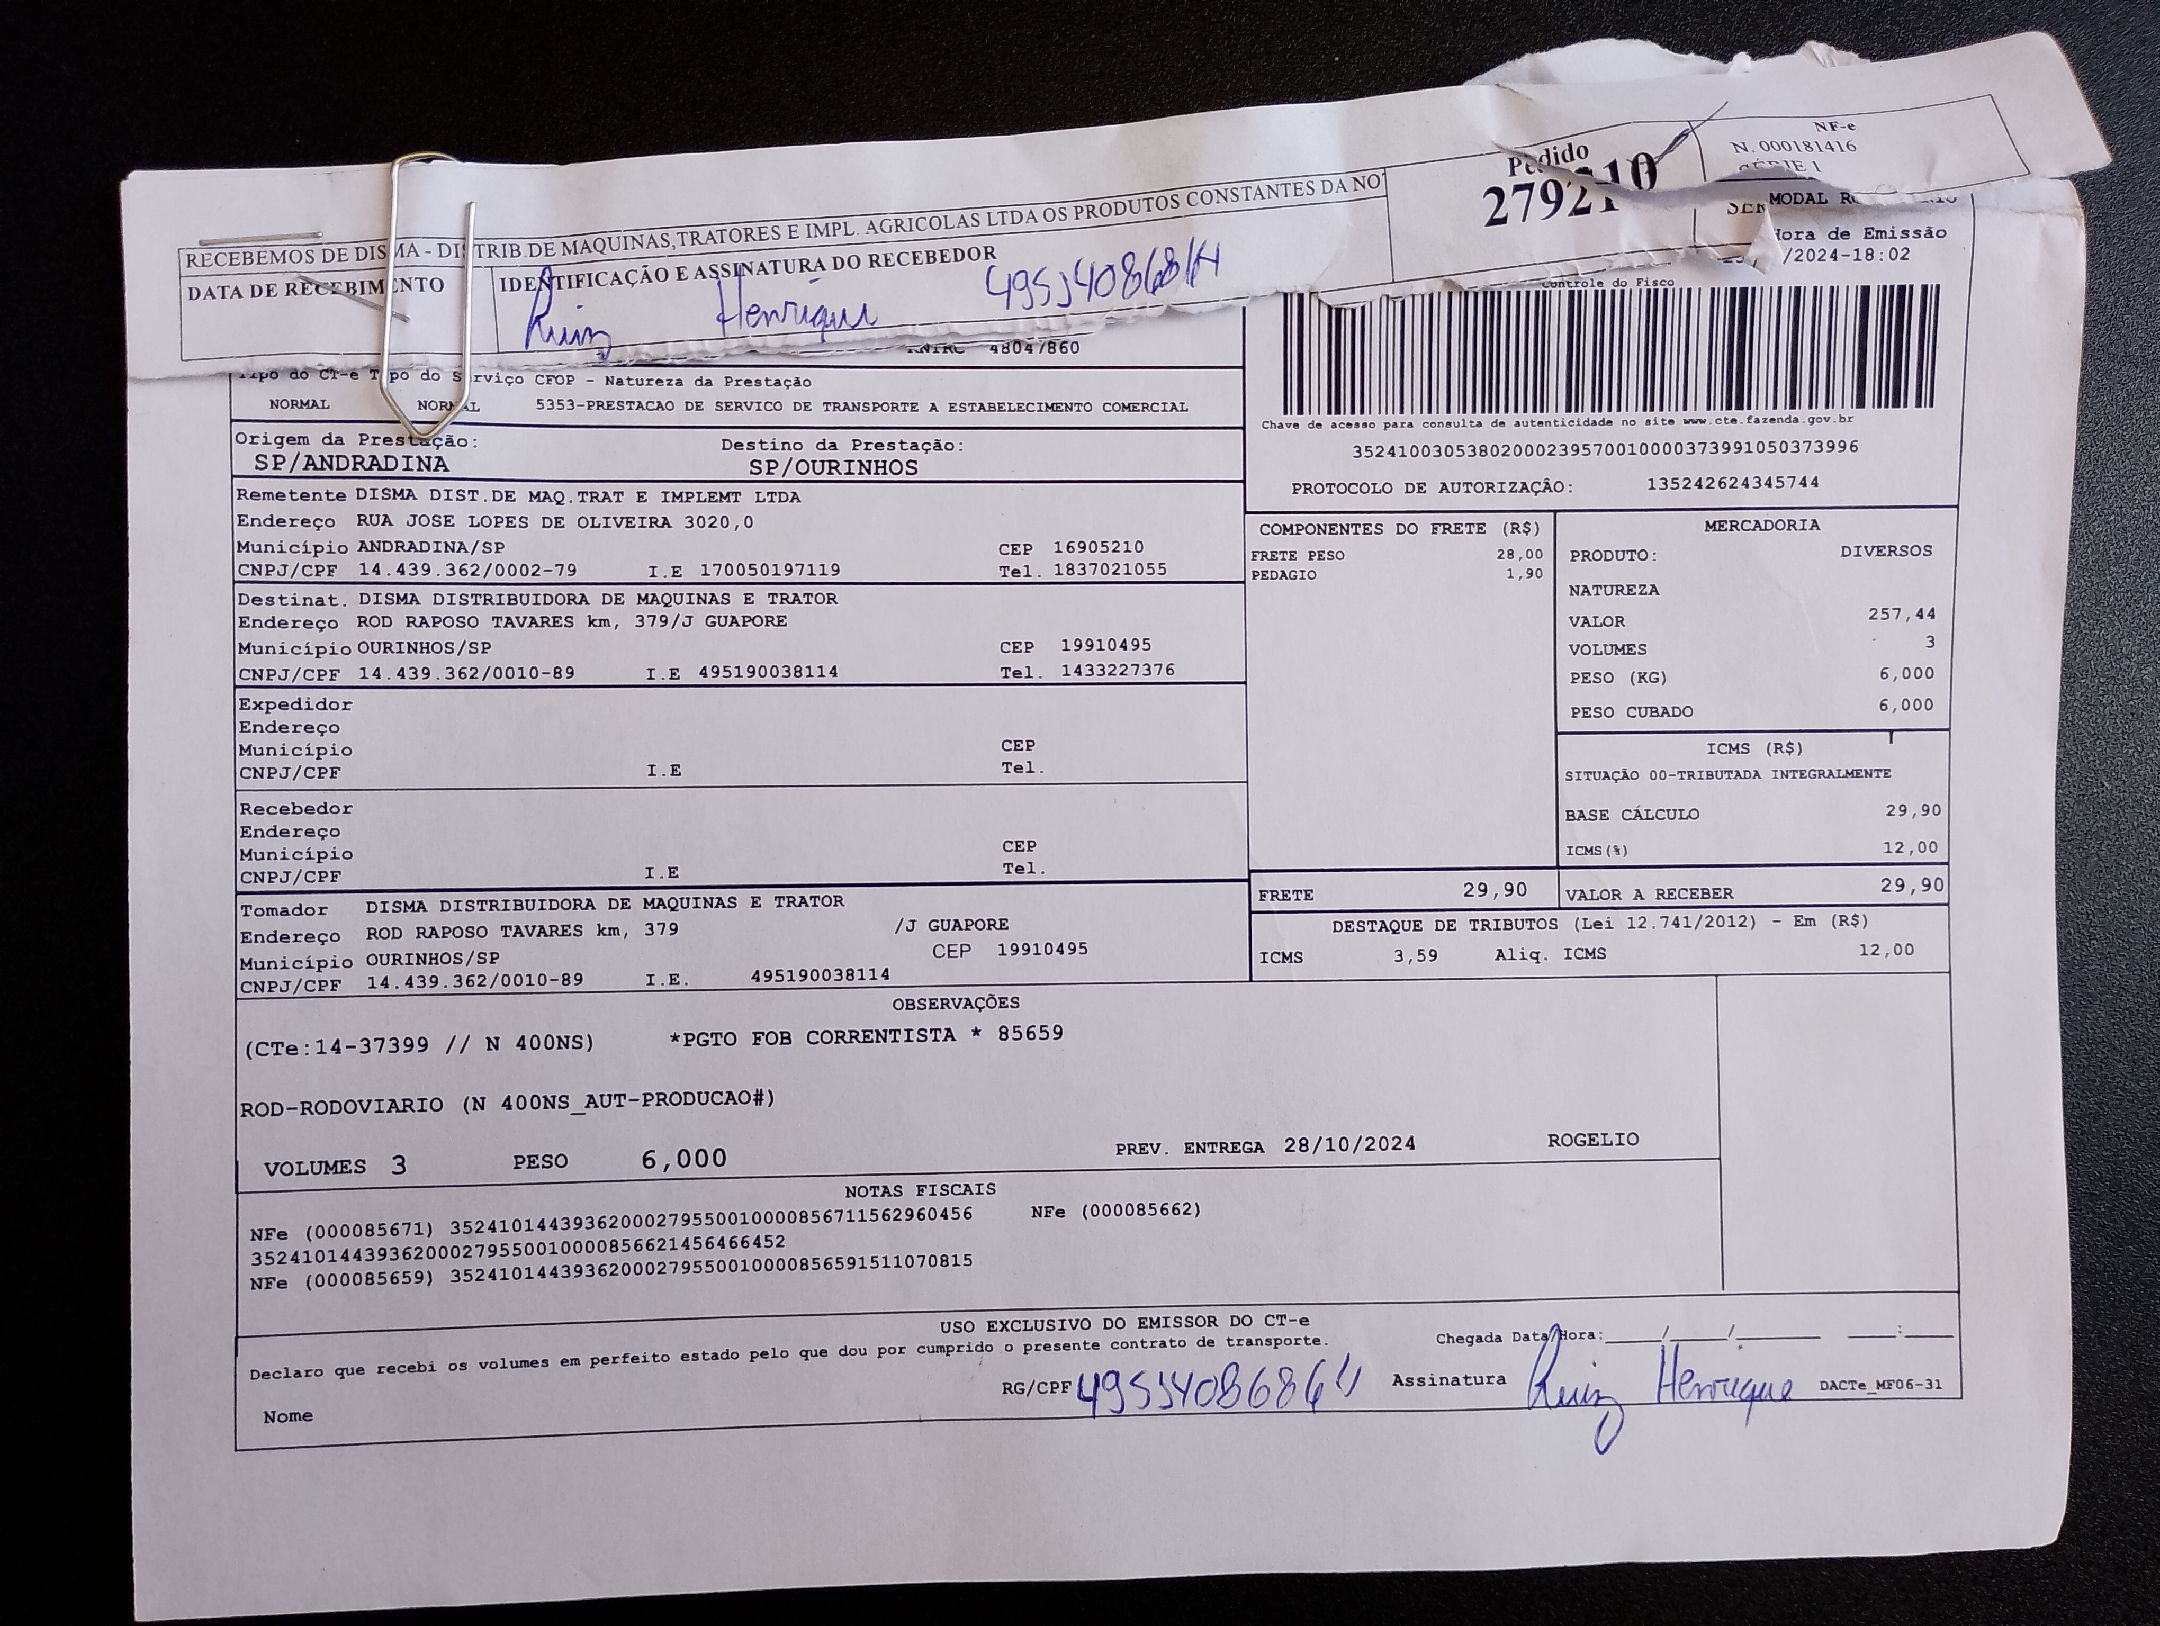 RECEBEMOS DE DISMA - DISTRIB.DE MAQUINAS,TRATORES E IMPL. AGRICOLAS LTDA OS PRODUTOS CONSTANTES DA NO
DATA DE RECEBIMENTO
IDENTIFICAÇÃO E ASSINATURA DO RECEBEDOR
Henrique
Pedido
NF-e
N. 000181416
SÉRIE 1
MODAL
Hora de Emissão
/2024-18:02
Controle do Fisco
48047860
Tipo do CT-e Tipo do Serviço CFOP - Natureza da Prestação
NORMAL NORMAL 5353-PRESTACAO DE SERVICO DE TRANSPORTE A ESTABELECIMENTO COMERCIAL
Chave de acesso para consulta de autenticidade no site www.cte.fazenda.gov.br
35241003053802000239570010000373991050373996
PROTOCOLO DE AUTORIZAÇÃO: 135242624345744
Origem da Prestação: Destino da Prestação:
SP/ANDRADINA SP/OURINHOS
Remetente DISMA DIST.DE MAQ.TRAT E IMPLEMT LTDA
Endereço RUA JOSE LOPES DE OLIVEIRA 3020,0
Município ANDRADINA/SP CEP 16905210
CNPJ/CPF 14.439.362/0002-79 I.E 170050197119 Tel. 1837021055
Destinat. DISMA DISTRIBUIDORA DE MAQUINAS E TRATOR
Endereço ROD RAPOSO TAVARES km, 379/J GUAPORE
Município OURINHOS/SP CEP 19910495
CNPJ/CPF 14.439.362/0010-89 I.E 495190038114 Tel. 1433227376
Expedidor
Endereço
Município CEP
CNPJ/CPF I.E Tel.
Recebedor
Endereço
Município CEP
CNPJ/CPF I.E Tel.
Tomador DISMA DISTRIBUIDORA DE MAQUINAS E TRATOR
Endereço ROD RAPOSO TAVARES km, 379 /J GUAPORE
Município OURINHOS/SP CEP 19910495
CNPJ/CPF 14.439.362/0010-89 I.E. 495190038114
COMPONENTES DO FRETE (R$)
FRETE PESO 28,00
PEDAGIO 1,90
MERCADORIA
PRODUTO: DIVERSOS
NATUREZA
VALOR 257,44
VOLUMES 3
PESO (KG) 6,000
PESO CUBADO 6,000
ICMS (R$)
SITUAÇÃO 00-TRIBUTADA INTEGRALMENTE
BASE CÁLCULO 29,90
ICMS(%) 12,00
FRETE 29,90 VALOR A RECEBER 29,90
DESTAQUE DE TRIBUTOS (Lei 12.741/2012) - Em (R$)
ICMS 3,59 Aliq. ICMS 12,00
OBSERVAÇÕES
(CTe:14-37399 // N 400NS) *PGTO FOB CORRENTISTA * 85659
ROD-RODOVIARIO (N 400NS_AUT-PRODUCAO#)
VOLUMES 3 PESO 6,000 PREV. ENTREGA 28/10/2024 ROGELIO
NOTAS FISCAIS
NFe (000085671) 35241014439362000279550010000856711562960456 NFe (000085662)
35241014439362000279550010000856621456466452
NFe (000085659) 35241014439362000279550010000856591511070815
USO EXCLUSIVO DO EMISSOR DO CT-e
Declaro que recebi os volumes em perfeito estado pelo que dou por cumprido o presente contrato de transporte.
Chegada Data/Hora:____/____/______ ___:___
Nome RG/CPF Assinatura Henrique DACTe_MF06-31